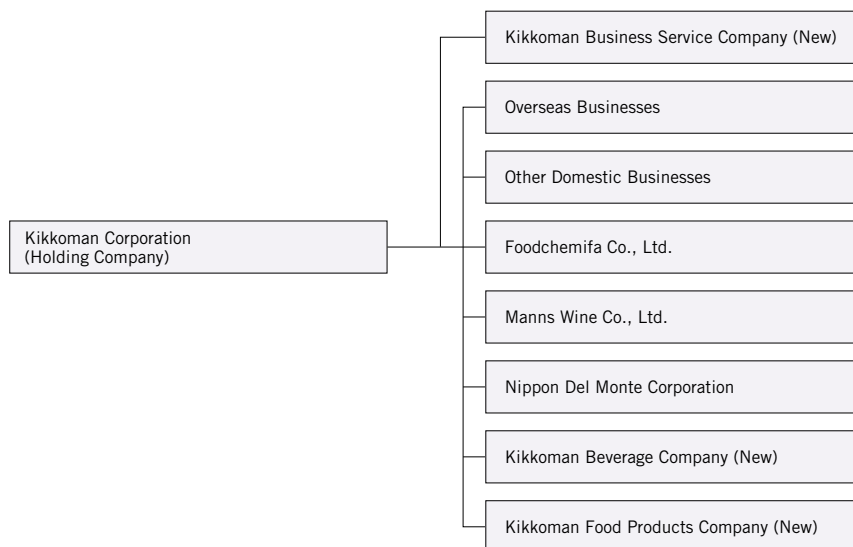 Kikkoman Business Service Company (New)
Overseas Businesses
Other Domestic Businesses
Kikkoman Corporation
(Holding Company)
Foodchemifa Co., Ltd.
Manns Wine Co., Ltd.
Nippon Del Monte Corporation
Kikkoman Beverage Company (New)
Kikkoman Food Products Company (New)